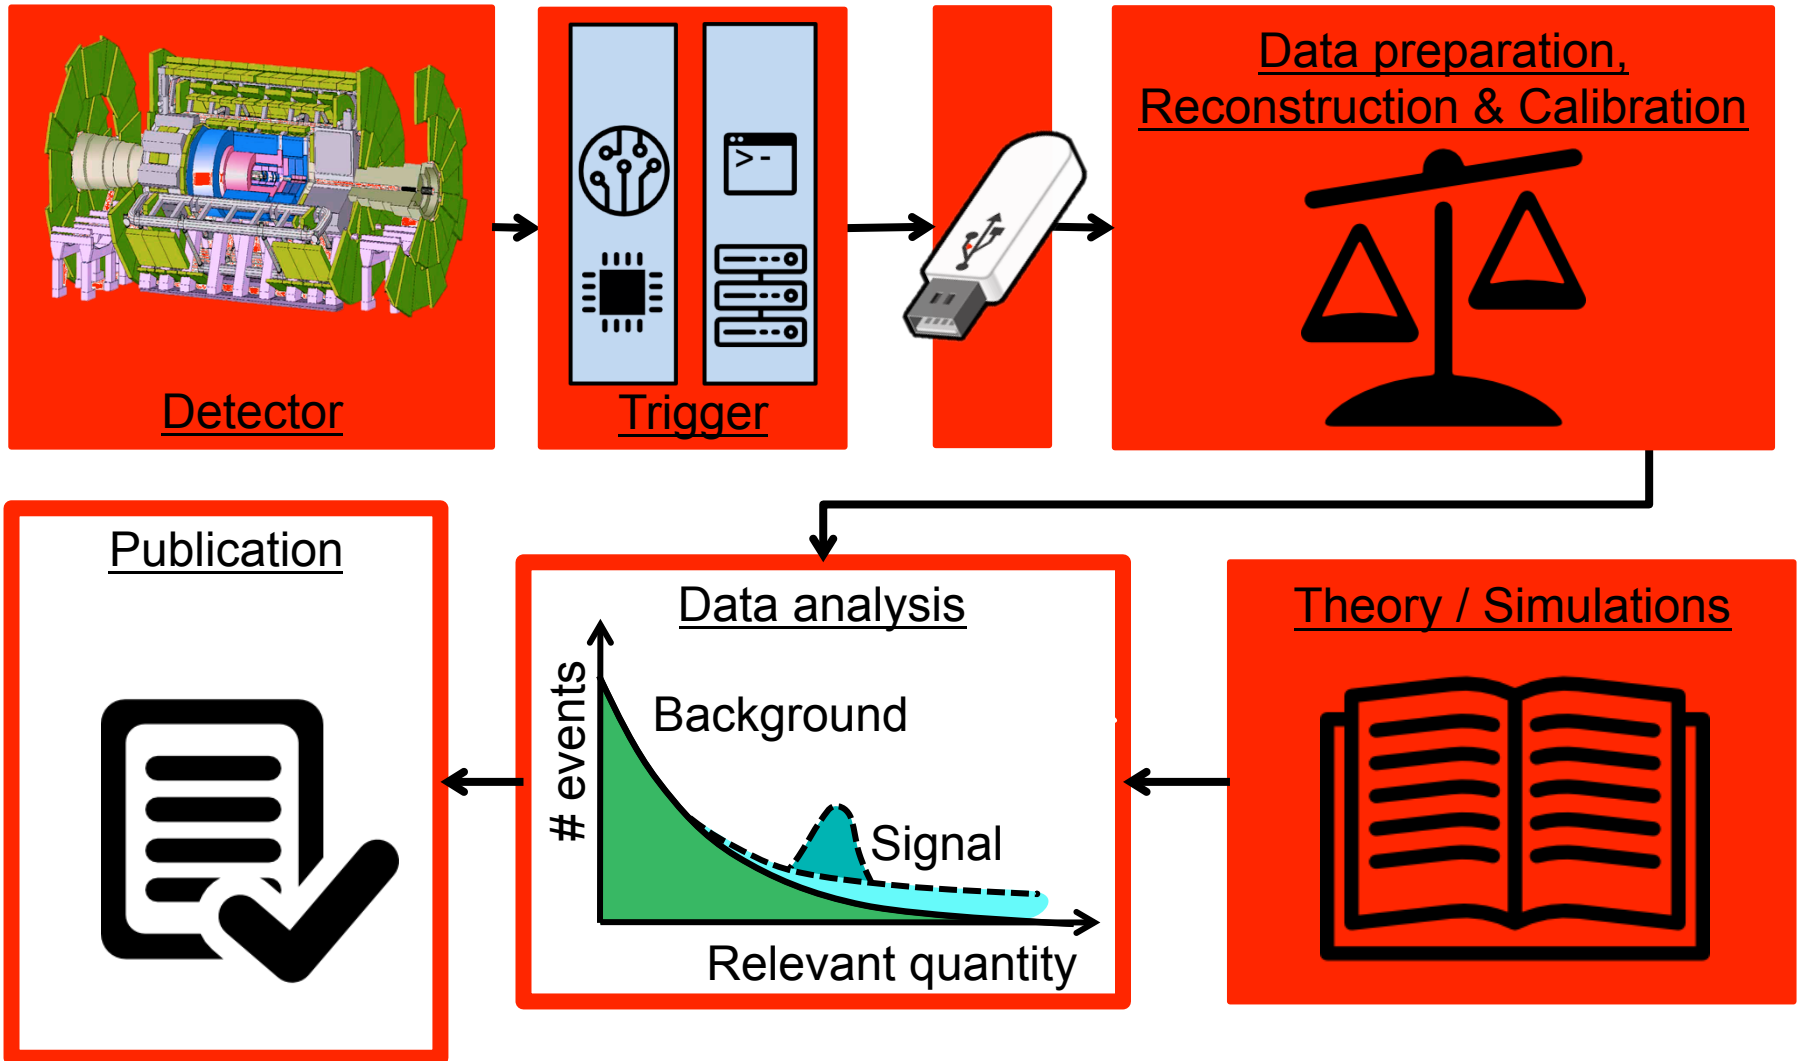 Detector
>-
Trigger
Data preparation,
Reconstruction & Calibration
Publication
Data analysis
# events
Background
Signal
Relevant quantity
Theory / Simulations